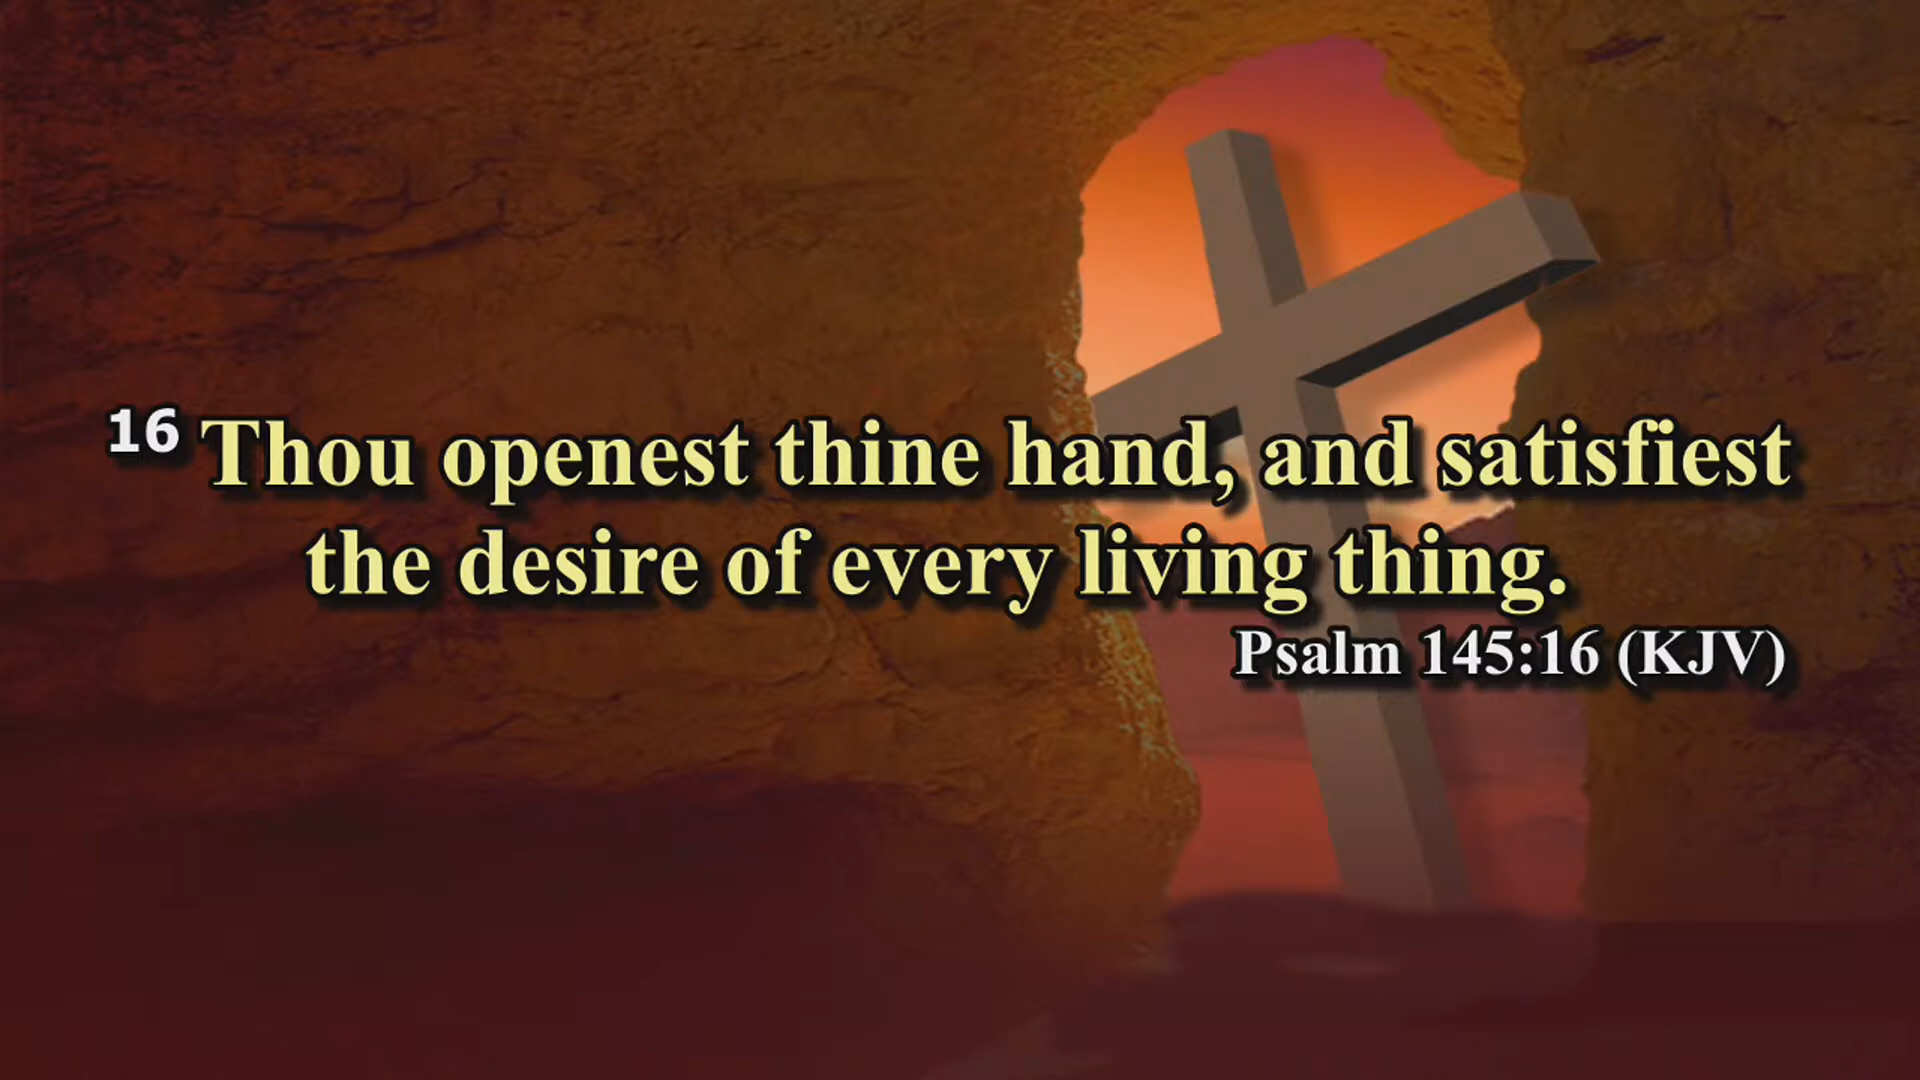 16 Thou openest thine hand, and satisfiest
the desire of every living thing.
Psalm 145:16 (KJV)